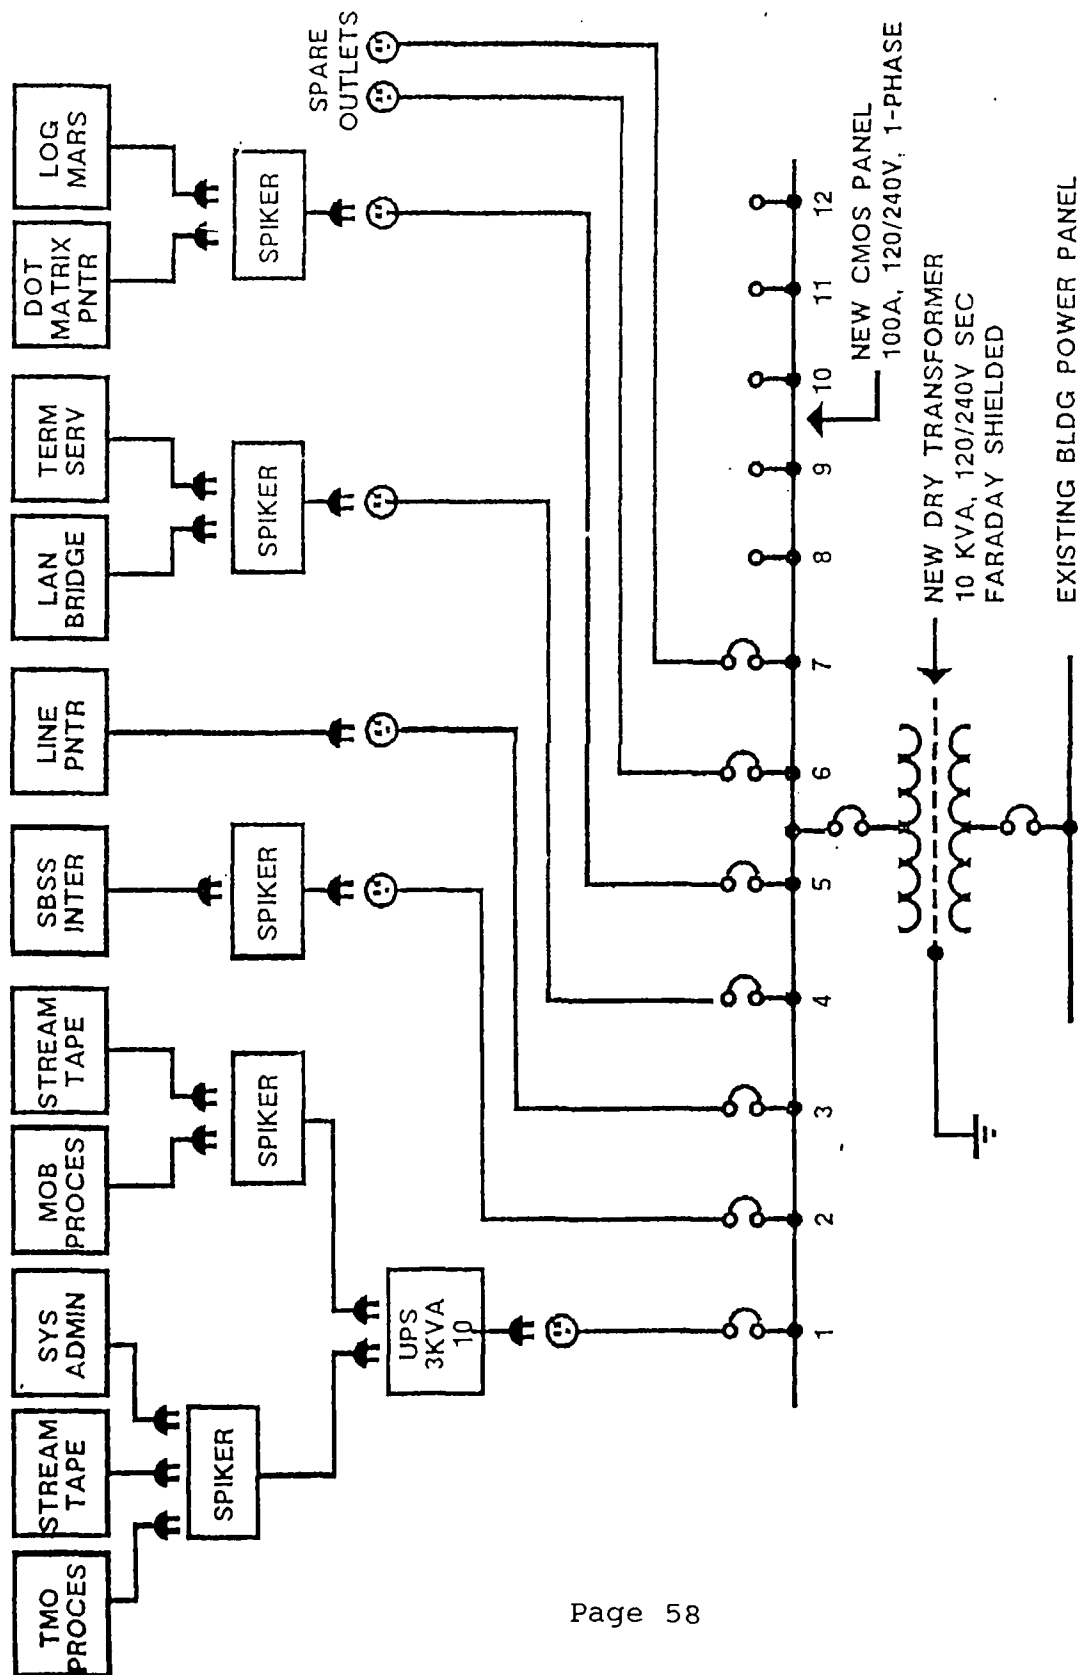 TMO
PROCES
STREAM
TAPE
SYS
ADMIN
MOB
PROCES
STREAM
TAPE
SBSS
INTER
LINE
PNTR
LAN
BRIDGE
TERM
SERV
DOT
MATRIX
PNTR
LOG
MARS
SPIKER
SPIKER
SPIKER
SPIKER
SPIKER
SPARE
OUTLETS
UPS
3KVA
10
1
2
3
4
5
6
7
8
9
10
11
12
NEW CMOS PANEL
100A, 120/240V, 1-PHASE
NEW DRY TRANSFORMER
10 KVA, 120/240V SEC
FARADAY SHIELDED
EXISTING BLDG POWER PANEL
Page 58